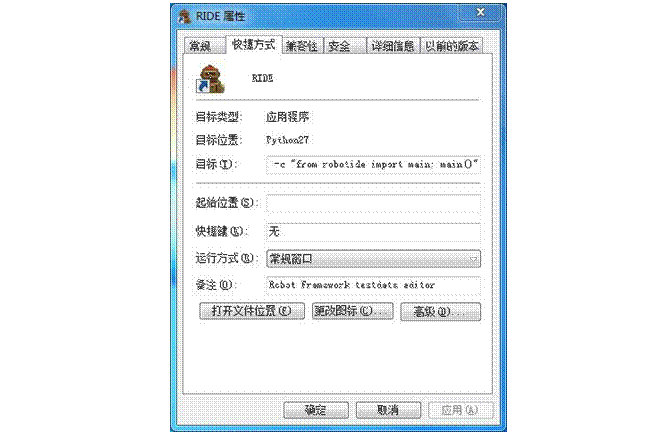 RIDE 属性
常规 快捷方式 兼容性 安全 详细信息 以前的版本
RIDE
目标类型: 应用程序
目标位置: Python27
目标(T): -c "from robotide import main; main()"
起始位置(S):
快捷键(K): 无
运行方式(R): 常规窗口
备注(O): Robot Framework testdata editor
打开文件位置(F) 更改图标(C)... 高级(D)...
确定 取消 应用(A)